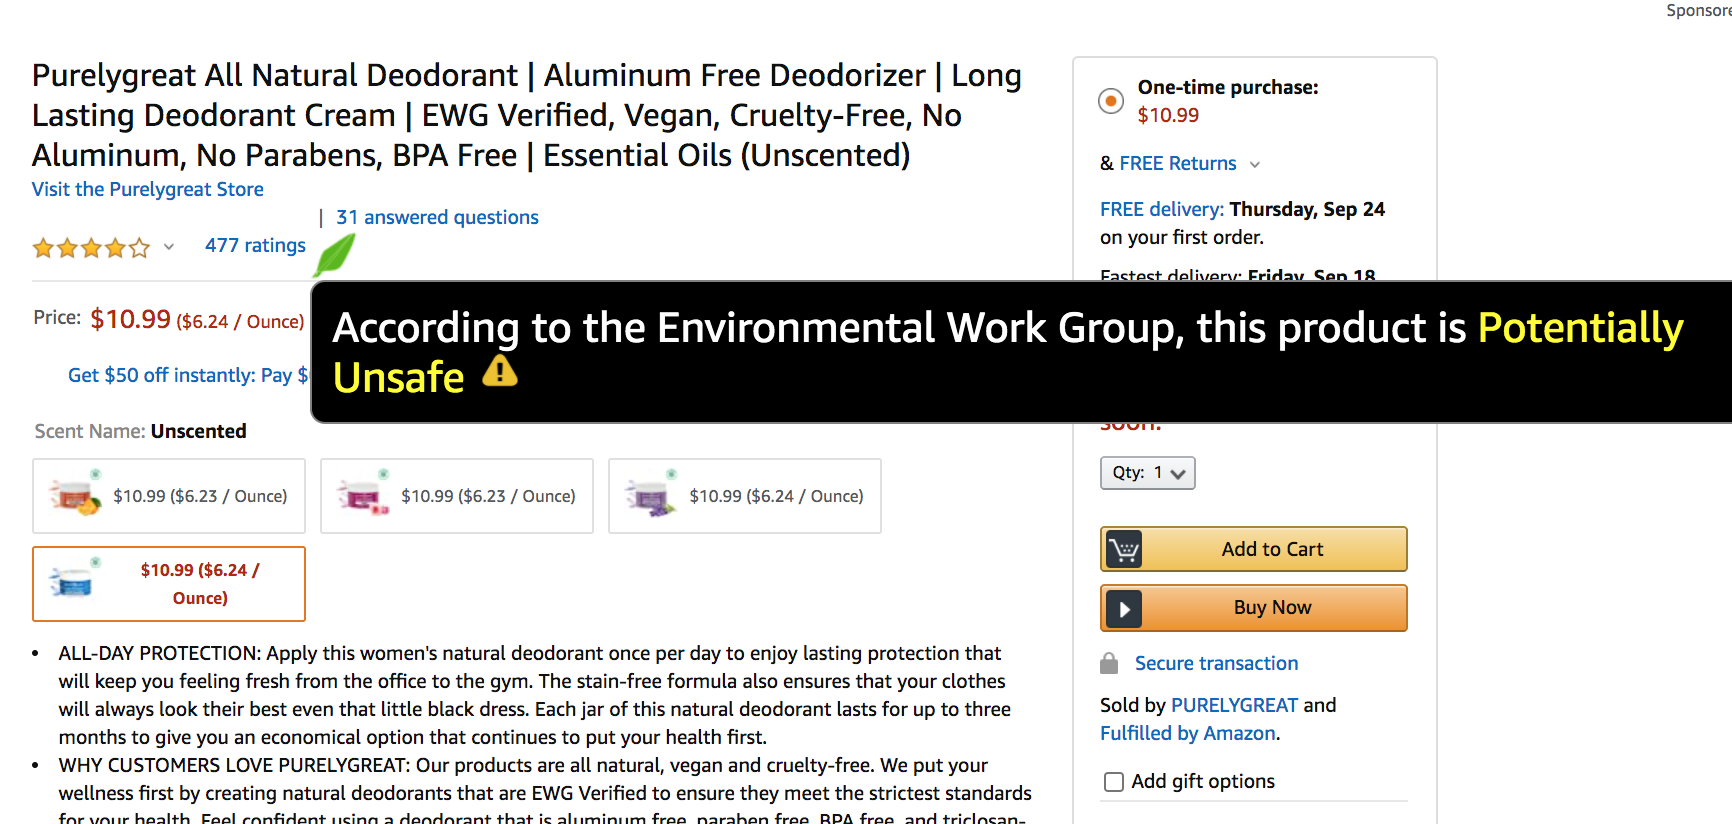 Sponsore
Purelygreat All Natural Deodorant | Aluminum Free Deodorizer | Long
Lasting Deodorant Cream | EWG Verified, Vegan, Cruelty-Free, No
Aluminum, No Parabens, BPA Free | Essential Oils (Unscented)
Visit the Purelygreat Store
| 31 answered questions
477 ratings
Price: $10.99 ($6.24 / Ounce)
According to the Environmental Work Group, this product is Potentially
Unsafe
Get $50 off instantly: Pay $
Scent Name: Unscented
$10.99 ($6.23 / Ounce)
$10.99 ($6.23 / Ounce)
$10.99 ($6.24 / Ounce)
$10.99 ($6.24 /
Ounce)
• ALL-DAY PROTECTION: Apply this women's natural deodorant once per day to enjoy lasting protection that
will keep you feeling fresh from the office to the gym. The stain-free formula also ensures that your clothes
will always look their best even that little black dress. Each jar of this natural deodorant lasts for up to three
months to give you an economical option that continues to put your health first.
• WHY CUSTOMERS LOVE PURELYGREAT: Our products are all natural, vegan and cruelty-free. We put your
wellness first by creating natural deodorants that are EWG Verified to ensure they meet the strictest standards
for your health. Feel confident using a deodorant that is aluminum free, paraben free, BPA free, and triclosan-
One-time purchase:
$10.99
& FREE Returns
FREE delivery: Thursday, Sep 24
on your first order.
Fastest delivery: Friday, Sep 18
soon.
Qty: 1
Add to Cart
Buy Now
Secure transaction
Sold by PURELYGREAT and
Fulfilled by Amazon.
Add gift options